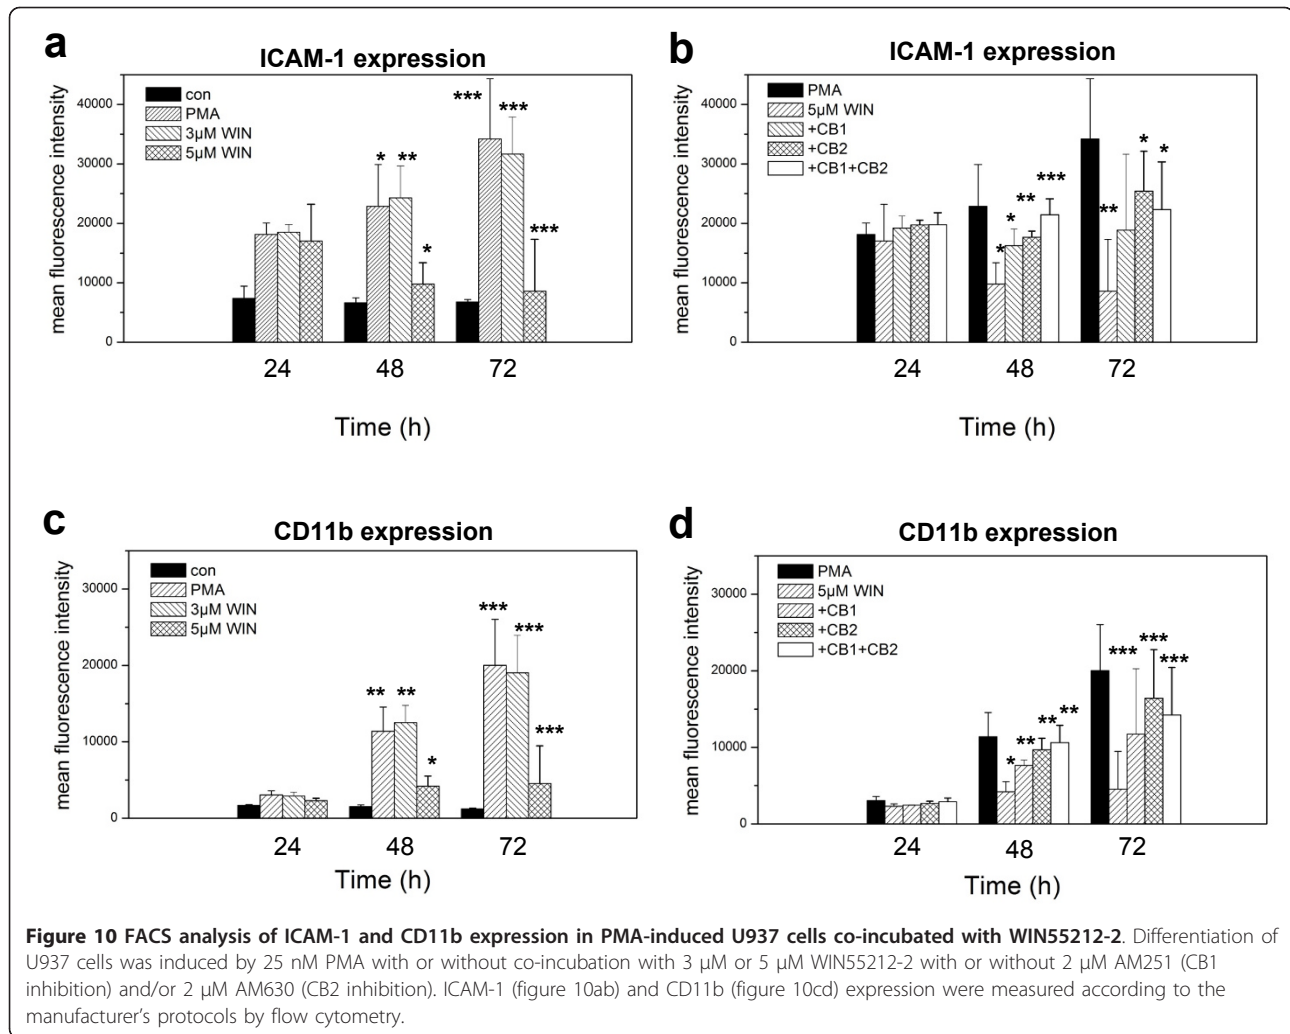 a
ICAM-1 expression
mean fluorescence intensity
40000
30000
20000
10000
0
con
PMA
3μM WIN
5μM WIN
*
**
*
***
***
***
24 48 72
Time (h)
b
ICAM-1 expression
mean fluorescence intensity
40000
30000
20000
10000
0
PMA
5μM WIN
+CB1
+CB2
+CB1+CB2
*
*
**
***
**
*
*
24 48 72
Time (h)
c
CD11b expression
mean fluorescence intensity
30000
20000
10000
0
con
PMA
3μM WIN
5μM WIN
**
**
*
***
***
***
24 48 72
Time (h)
d
CD11b expression
mean fluorescence intensity
30000
20000
10000
0
PMA
5μM WIN
+CB1
+CB2
+CB1+CB2
*
**
**
**
***
***
***
24 48 72
Time (h)
Figure 10 FACS analysis of ICAM-1 and CD11b expression in PMA-induced U937 cells co-incubated with WIN55212-2. Differentiation of
U937 cells was induced by 25 nM PMA with or without co-incubation with 3 μM or 5 μM WIN55212-2 with or without 2 μM AM251 (CB1
inhibition) and/or 2 μM AM630 (CB2 inhibition). ICAM-1 (figure 10ab) and CD11b (figure 10cd) expression were measured according to the
manufacturer's protocols by flow cytometry.